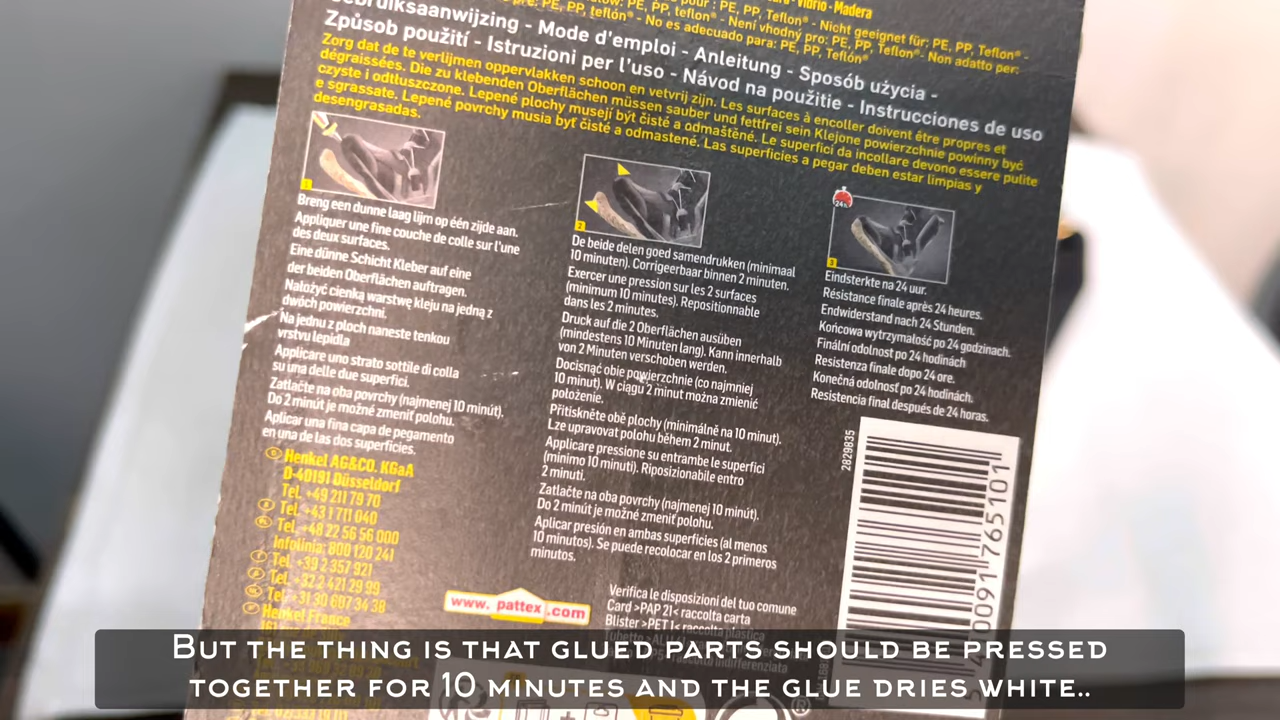 Vidrio - Madera
pour : PE, PP, Teflon® - Nicht geeignet für: PE, PP, Teflon® -
PE, PP, teflon® - Není vhodný pro: PE, PP, Teflon® - Non adatto per:
PE, PP, teflón® - No es adecuado para: PE, PP, Teflón®
Gebruiksaanwijzing - Mode d'emploi - Anleitung - Sposób użycia -
Způsob použití - Istruzioni per l'uso - Návod na použitie - Instrucciones de uso
Zorg dat de te verlijmen oppervlakken schoon en vetvrij zijn. Les surfaces à encoller doivent être propres et
dégraissées. Die zu klebenden Oberflächen müssen sauber und fettfrei sein Klejone powierzchnie powinny być
czyste i odtłuszczone. Lepené plochy musejí být čisté a odmaštěné. Le superfici da incollare devono essere pulite
e sgrassate. Lepené povrchy musia byť čisté a odmastené. Las superficies a pegar deben estar limpias y
desengrasadas.
1
Breng een dunne laag lijm op één zijde aan.
Appliquer une fine couche de colle sur l'une
des deux surfaces.
Eine dünne Schicht Kleber auf eine
der beiden Oberflächen auftragen.
Nałożyć cienką warstwę kleju na jedną z
dwóch powierzchni.
Na jednu z ploch naneste tenkou
vrstvu lepidla
Applicare uno strato sottile di colla
su una delle due superfici.
Zatlačte na oba povrchy (najmenej 10 minút).
Do 2 minút je možné zmeniť polohu.
Aplicar una fina capa de pegamento
en una de las dos superficies.
2
De beide delen goed samendrukken (minimaal
10 minuten). Corrigeerbaar binnen 2 minuten.
Exercer une pression sur les 2 surfaces
(minimum 10 minutes). Repositionnable
dans les 2 minutes.
Druck auf die 2 Oberflächen ausüben
(mindestens 10 Minuten lang). Kann innerhalb
von 2 Minuten verschoben werden.
Docisnąć obie powierzchnie (co najmniej
10 minut). W ciągu 2 minut można zmienić
położenie.
Přitiskněte obě plochy (minimálně na 10 minut).
Lze upravovat polohu během 2 minut.
Applicare pressione su entrambe le superfici
(minimo 10 minuti). Riposizionabile entro
2 minuti.
Zatlačte na oba povrchy (najmenej 10 minút).
Do 2 minút je možné zmeniť polohu.
Aplicar presión en ambas superficies (al menos
10 minutos). Se puede recolocar en los 2 primeros
minutos.
24h
3
Eindsterkte na 24 uur.
Résistance finale après 24 heures.
Endwiderstand nach 24 Stunden.
Końcowa wytrzymałość po 24 godzinach.
Finální odolnost po 24 hodinách
Resistenza finale dopo 24 ore.
Konečná odolnosť po 24 hodinách.
Resistencia final después de 24 horas.
Henkel AG&CO. KGaA
D-40191 Düsseldorf
Tel. +49 211 79 70
Tel. +43 1 711 040
Tel. +48 22 56 56 000
Infolinia: 800 120 241
Tel. +39 2 357 921
Tel. +32 2 421 29 99
Tel. +31 30 607 34 38
Henkel France
www.pattex.com
Verifica le disposizioni del tuo comune
Card >PAP 21< raccolta carta
Blister >PET 1< raccolta plastica
2829835
0091 765101
But the thing is that glued parts should be pressed
together for 10 minutes and the glue dries white..